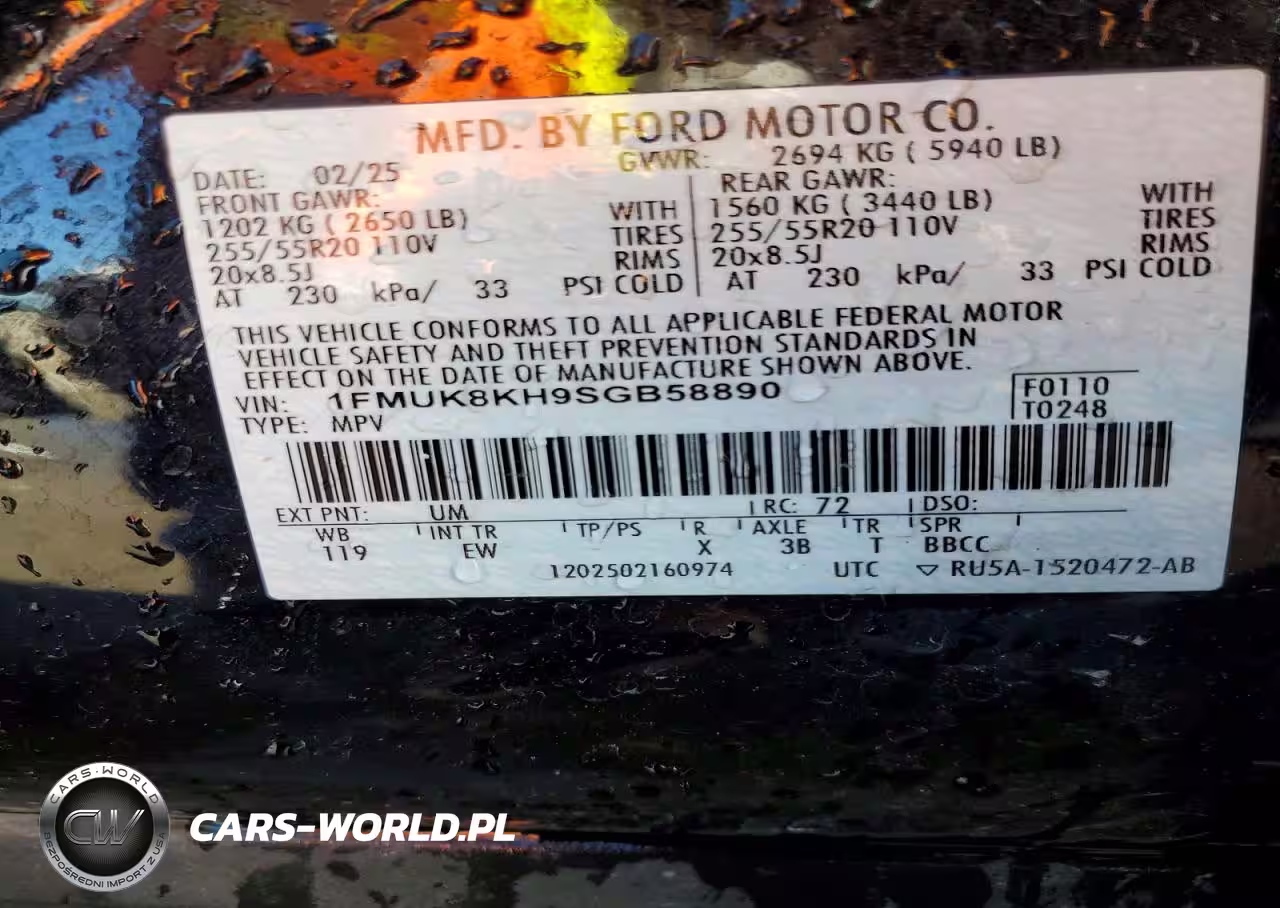 MFD. BY FORD MOTOR CO.
DATE: 02/25 GVWR: 2694 KG ( 5940 LB)
FRONT GAWR: REAR GAWR:
1202 KG ( 2650 LB) WITH 1560 KG ( 3440 LB) WITH
255/55R20 110V TIRES 255/55R20 110V TIRES
20x8.5J RIMS 20x8.5J RIMS
AT 230 kPa/ 33 PSI COLD AT 230 kPa/ 33 PSI COLD
THIS VEHICLE CONFORMS TO ALL APPLICABLE FEDERAL MOTOR
VEHICLE SAFETY AND THEFT PREVENTION STANDARDS IN
EFFECT ON THE DATE OF MANUFACTURE SHOWN ABOVE.
VIN: 1FMUK8KH9SGB58890 F0110
TYPE: MPV T0248
EXT PNT: UM RC: 72 DSO:
WB INT TR TP/PS R AXLE TR SPR
119 EW X 3B T BBCC
1202502160974 UTC ▽ RU5A-1520472-AB
CARS-WORLD
CW
BEZPOŚREDNI IMPORT Z USA
CARS-WORLD.PL